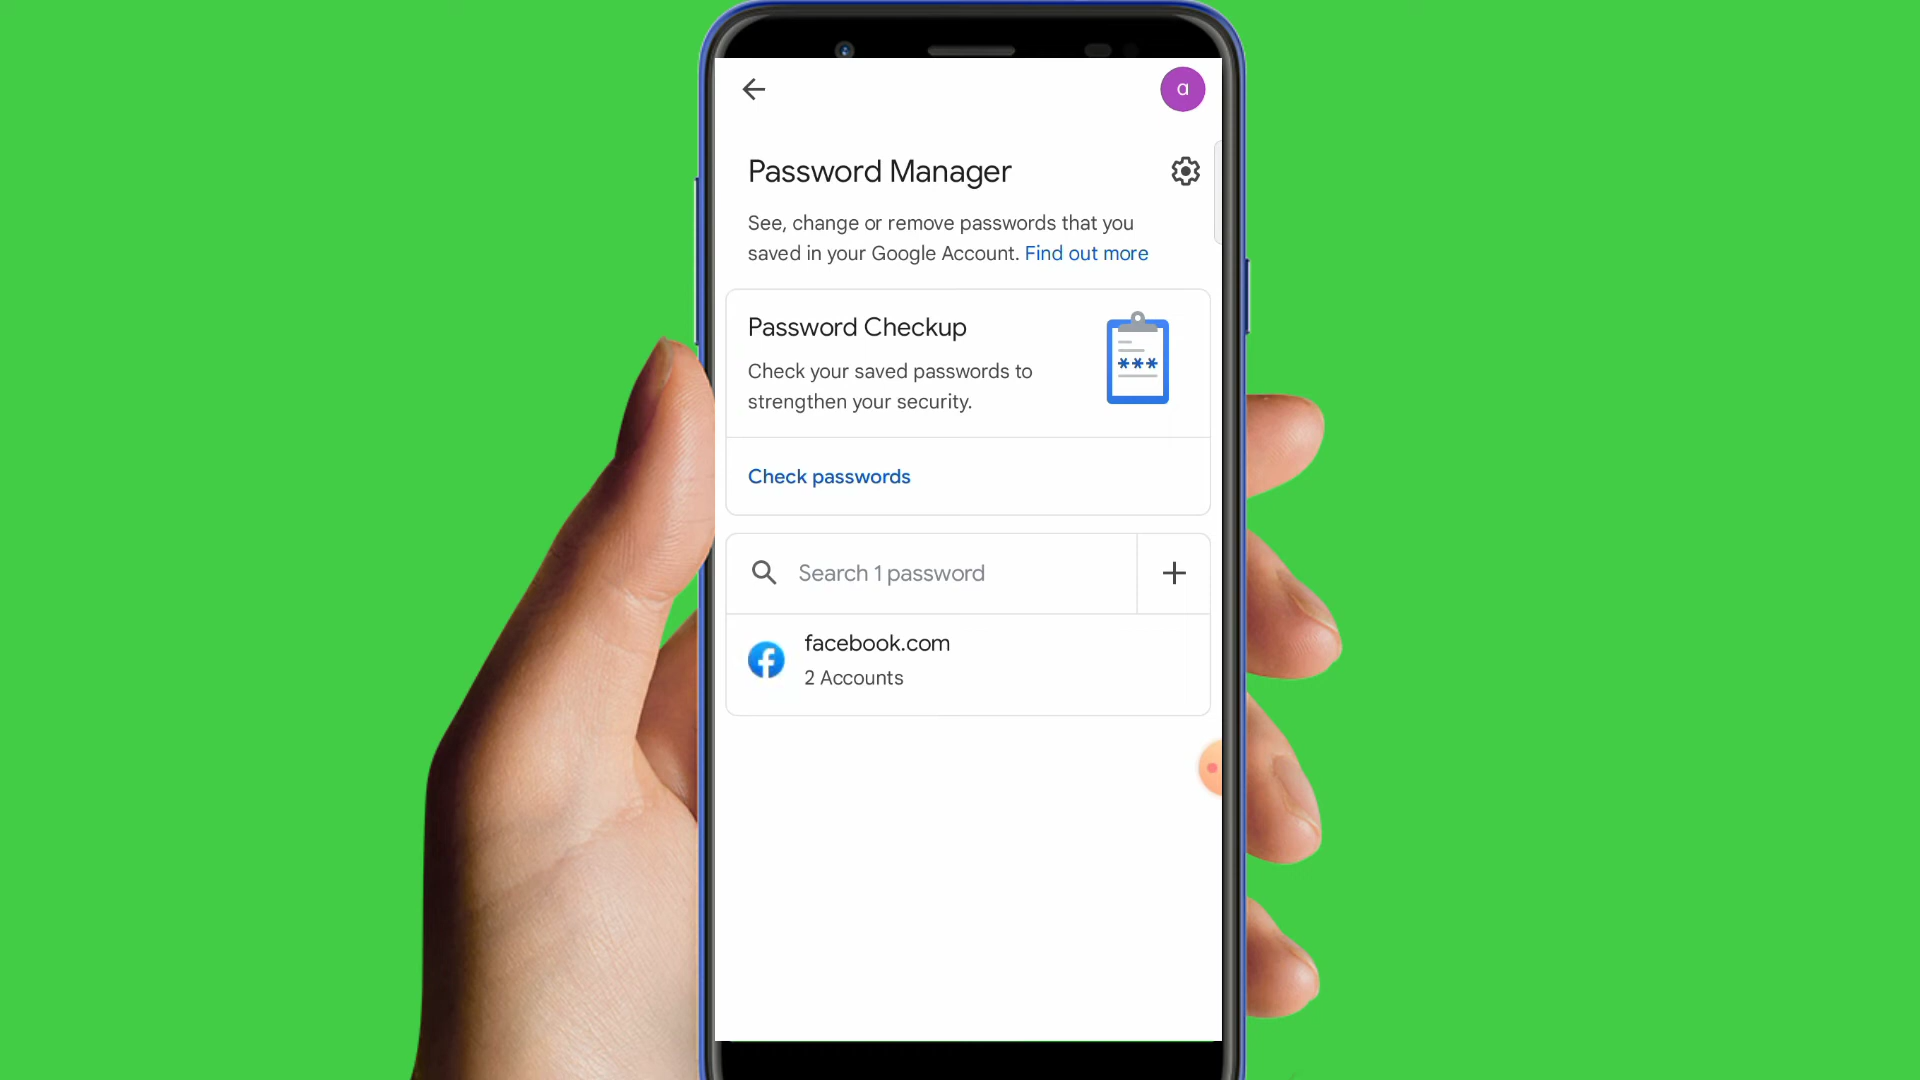 a
Password Manager
See, change or remove passwords that you
saved in your Google Account. Find out more
Password Checkup
Check your saved passwords to
strengthen your security.
***
Check passwords
Search 1 password
facebook.com
2 Accounts